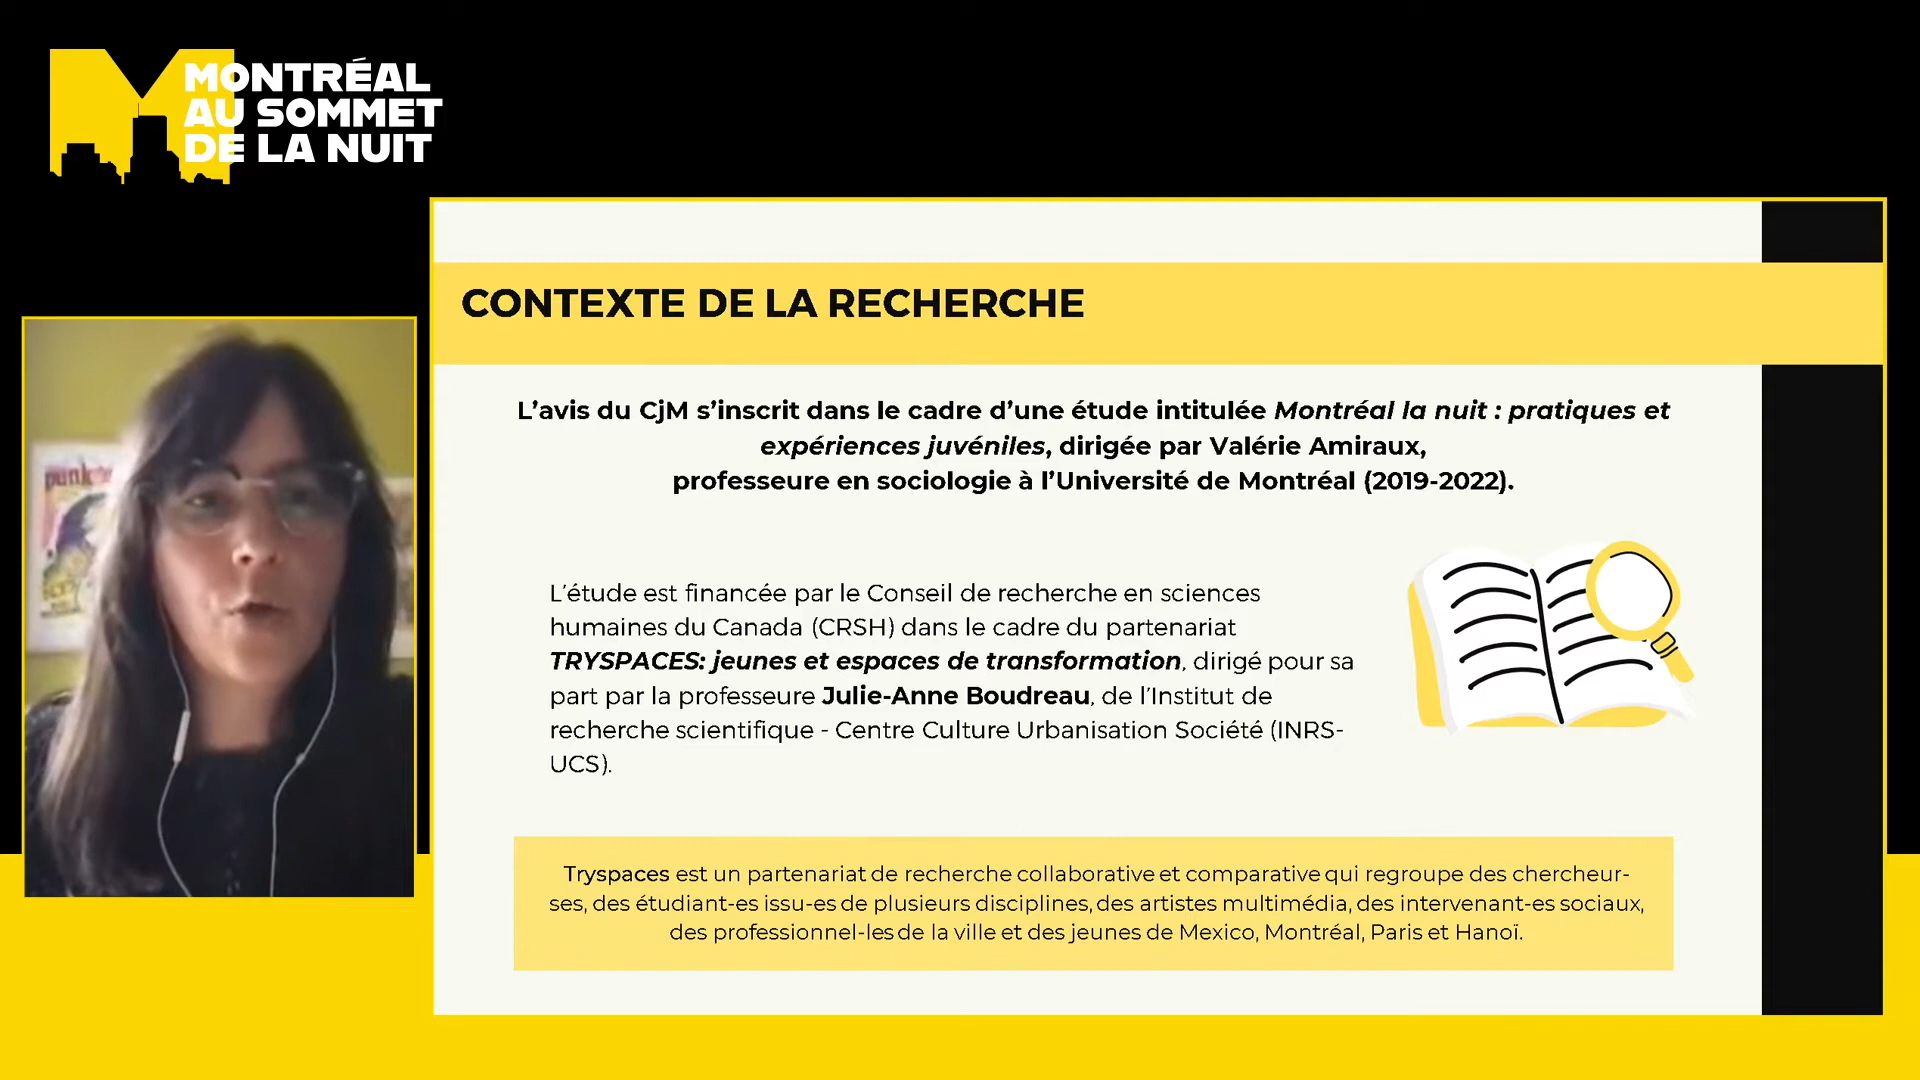 MONTRÉAL
AU SOMMET
DE LA NUIT
CONTEXTE DE LA RECHERCHE
L’avis du CjM s’inscrit dans le cadre d’une étude intitulée Montréal la nuit : pratiques et
expériences juvéniles, dirigée par Valérie Amiraux,
professeure en sociologie à l’Université de Montréal (2019-2022).
L’étude est financée par le Conseil de recherche en sciences
humaines du Canada (CRSH) dans le cadre du partenariat
TRYSPACES: jeunes et espaces de transformation, dirigé pour sa
part par la professeure Julie-Anne Boudreau, de l’Institut de
recherche scientifique - Centre Culture Urbanisation Société (INRS-
UCS).
Tryspaces est un partenariat de recherche collaborative et comparative qui regroupe des chercheur-
ses, des étudiant-es issu-es de plusieurs disciplines, des artistes multimédia, des intervenant-es sociaux,
des professionnel-les de la ville et des jeunes de Mexico, Montréal, Paris et Hanoï.